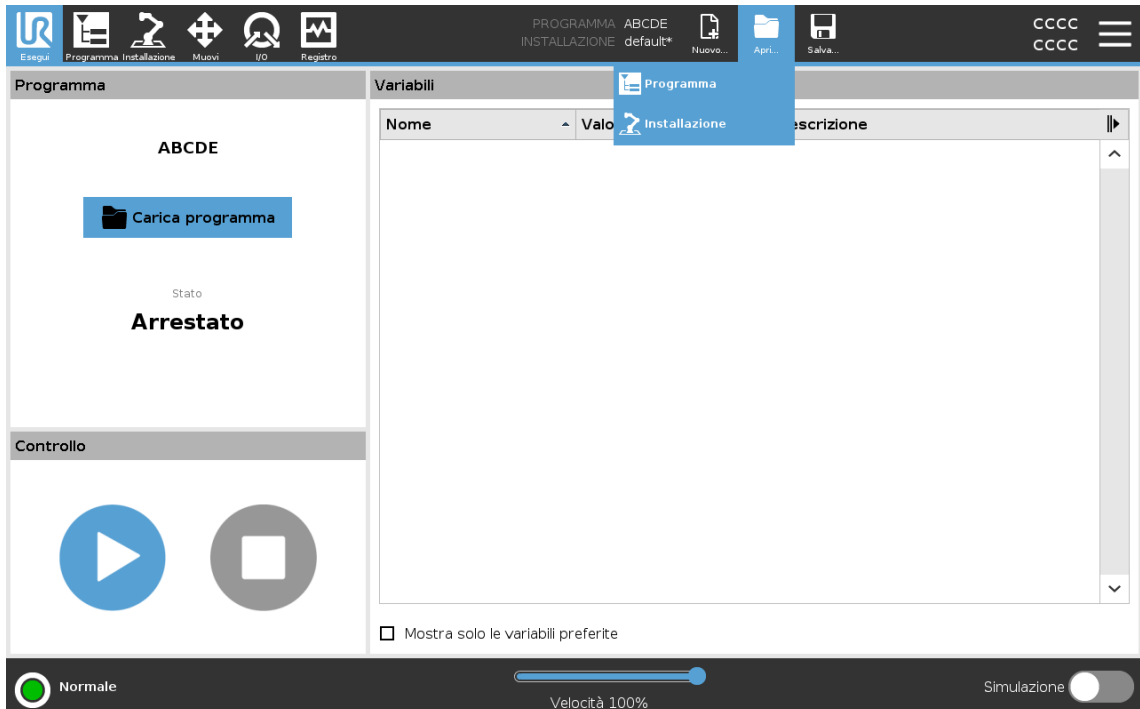 PROGRAMMA ABCDE
INSTALLAZIONE default*
CCCC
CCCC
Esegui Programma Installazione Muovi I/O Registro
Nuovo... Apri... Salva...
Programma
Installazione
Programma
ABCDE
Carica programma
Stato
Arrestato
Controllo
Variabili
Nome Valo escrizione
Mostra solo le variabili preferite
Normale
Velocità 100%
Simulazione